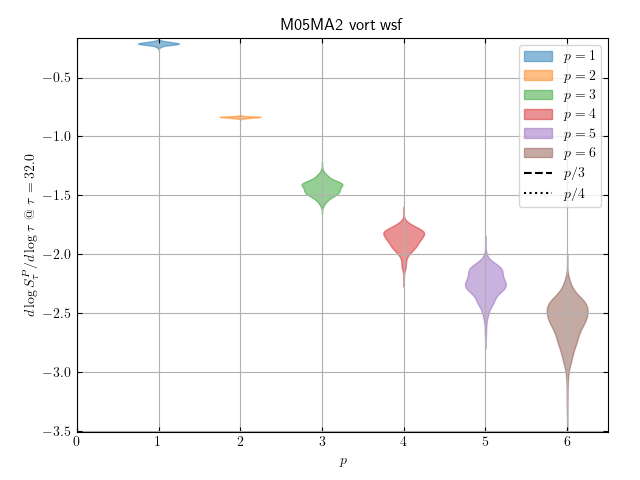 M05MA2 vort wsf
d log S_τ^P / d log τ @ τ = 32.0
−0.5
−1.0
−1.5
−2.0
−2.5
−3.0
−3.5
p = 1
p = 2
p = 3
p = 4
p = 5
p = 6
p/3
p/4
0 1 2 3 4 5 6
p